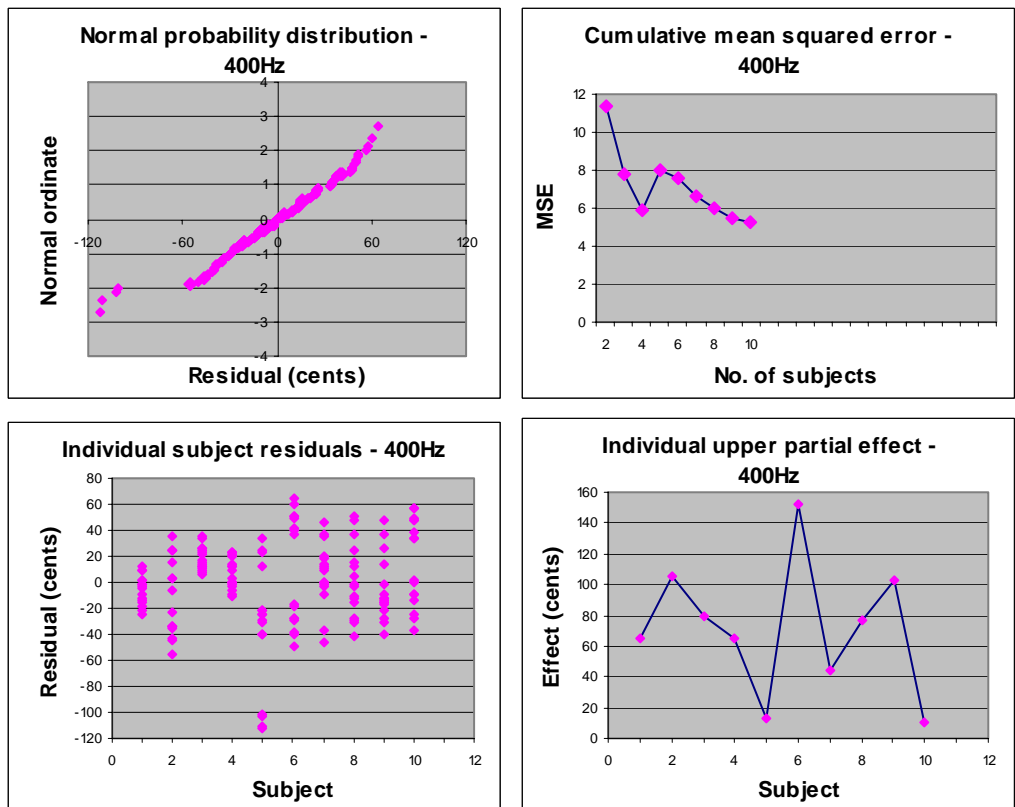 Normal probability distribution -
400Hz
4
3
2
1
0
-1
-2
-3
-4
-120 -60 0 60 120
Normal ordinate
Residual (cents)
Cumulative mean squared error -
400Hz
12
10
8
6
4
2
0
2 4 6 8 10
MSE
No. of subjects
Individual subject residuals - 400Hz
80
60
40
20
0
-20
-40
-60
-80
-100
-120
0 2 4 6 8 10 12
Residual (cents)
Subject
Individual upper partial effect -
400Hz
160
140
120
100
80
60
40
20
0
0 2 4 6 8 10 12
Effect (cents)
Subject